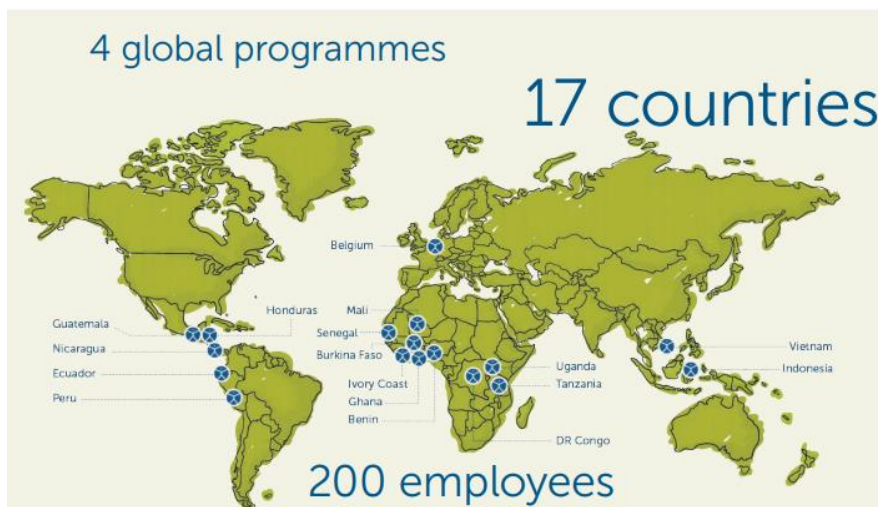 4 global programmes
17 countries
Belgium
Honduras
Mali
Guatemala
Senegal
Nicaragua
Burkina Faso
Vietnam
Ecuador
Uganda
Indonesia
Peru
Ivory Coast
Tanzania
Ghana
Benin
DR Congo
200 employees